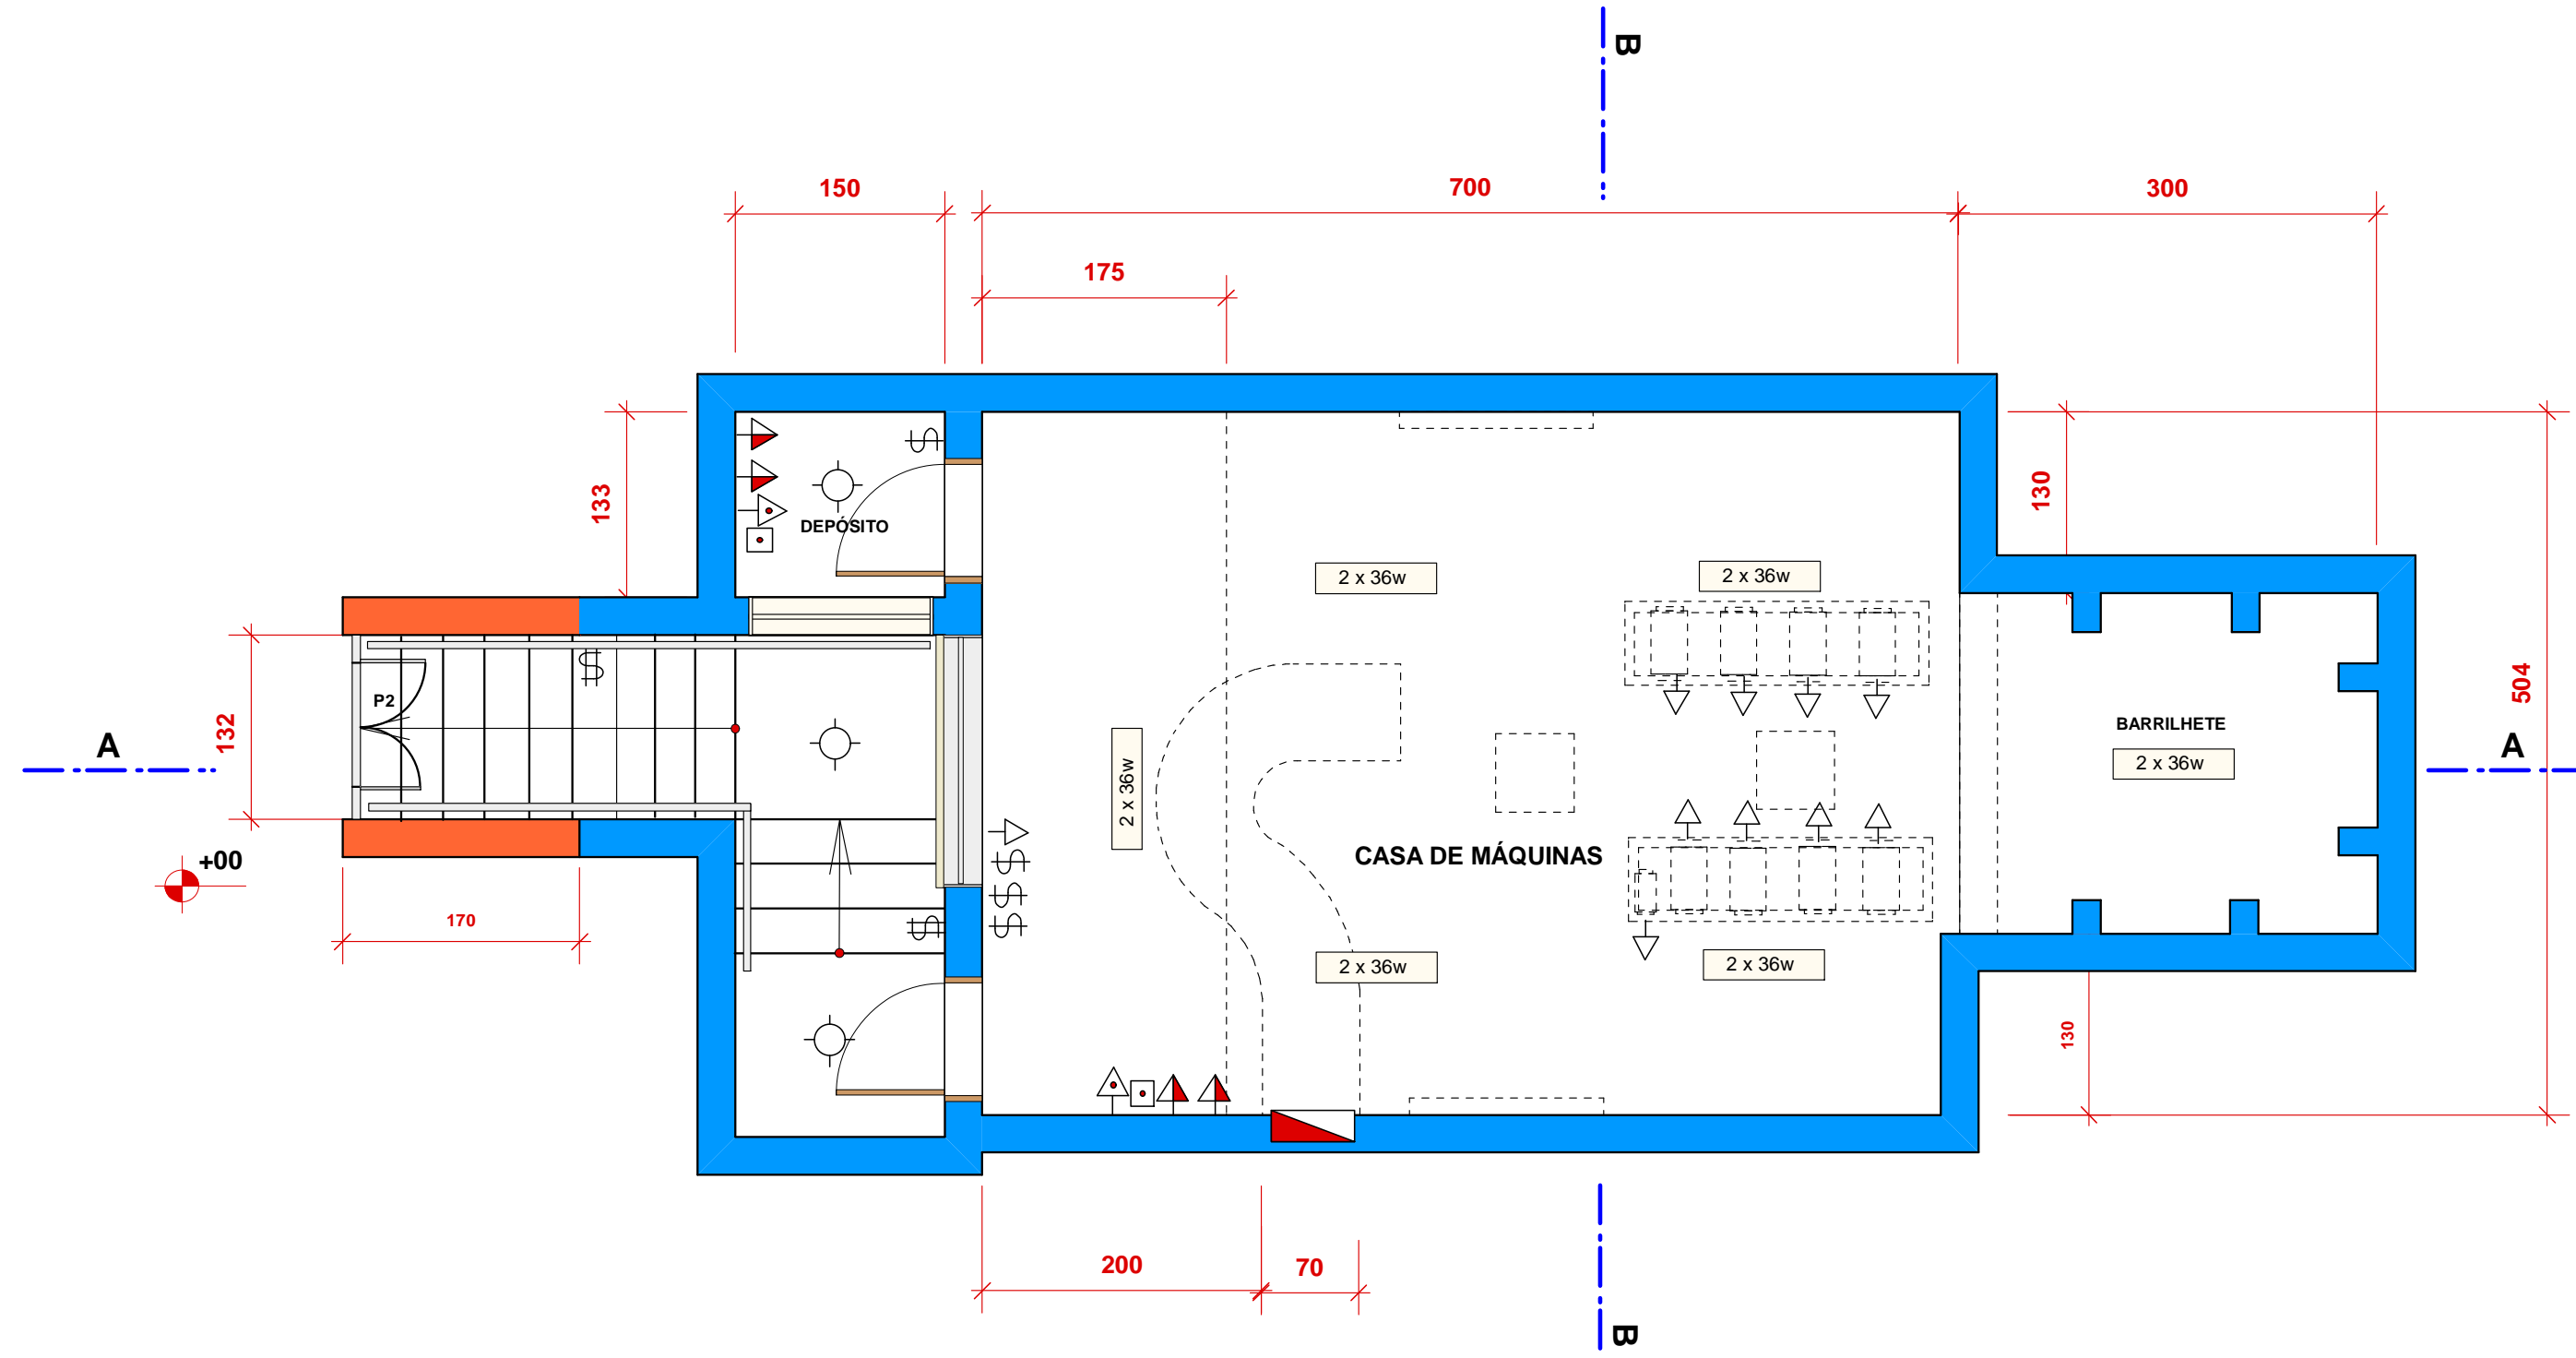 B
150
700
300
175
133
130
DEPÓSITO
2 x 36w
2 x 36w
504
P2
132
A
BARRILHETE
2 x 36w
A
2 x 36w
CASA DE MÁQUINAS
+00
170
2 x 36w
2 x 36w
130
200
70
B